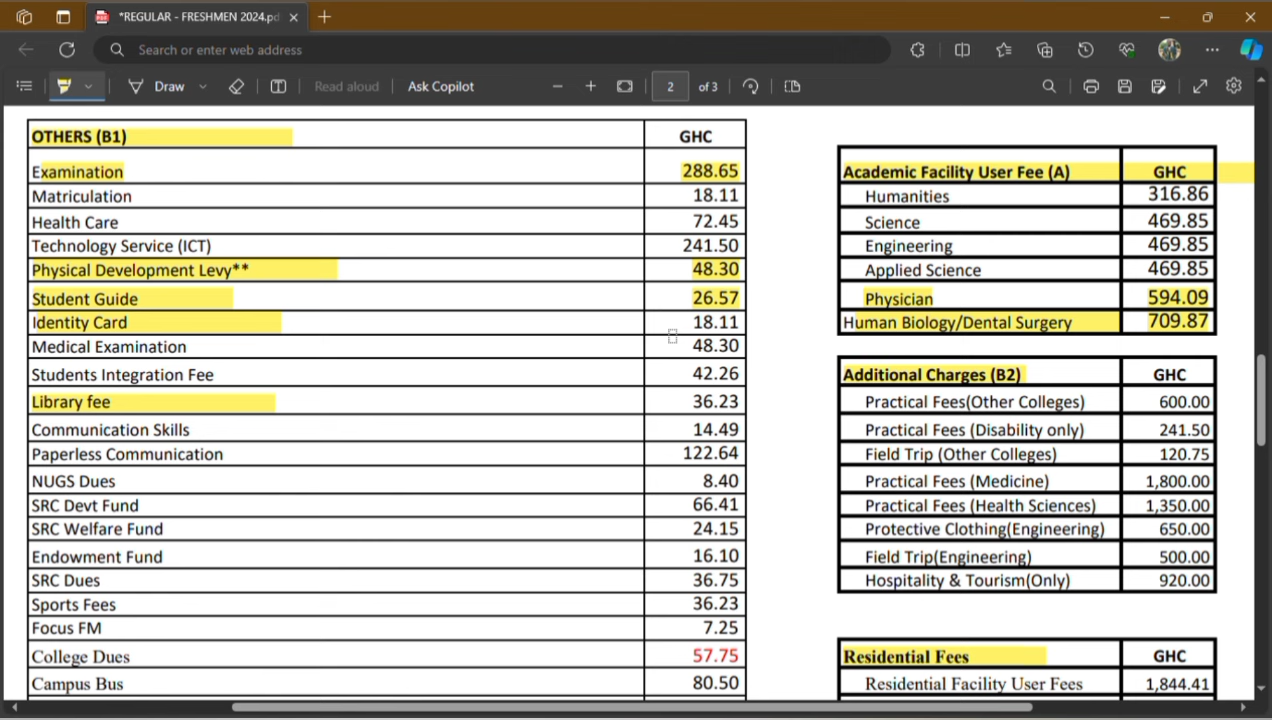 *REGULAR - FRESHMEN 2024.pd
Search or enter web address
Draw
Read aloud
Ask Copilot
2 of 3
OTHERS (B1) GHC
Examination 288.65
Matriculation 18.11
Health Care 72.45
Technology Service (ICT) 241.50
Physical Development Levy** 48.30
Student Guide 26.57
Identity Card 18.11
Medical Examination 48.30
Students Integration Fee 42.26
Library fee 36.23
Communication Skills 14.49
Paperless Communication 122.64
NUGS Dues 8.40
SRC Devt Fund 66.41
SRC Welfare Fund 24.15
Endowment Fund 16.10
SRC Dues 36.75
Sports Fees 36.23
Focus FM 7.25
College Dues 57.75
Campus Bus 80.50
Academic Facility User Fee (A) GHC
Humanities 316.86
Science 469.85
Engineering 469.85
Applied Science 469.85
Physician 594.09
Human Biology/Dental Surgery 709.87
Additional Charges (B2) GHC
Practical Fees(Other Colleges) 600.00
Practical Fees (Disability only) 241.50
Field Trip (Other Colleges) 120.75
Practical Fees (Medicine) 1,800.00
Practical Fees (Health Sciences) 1,350.00
Protective Clothing(Engineering) 650.00
Field Trip(Engineering) 500.00
Hospitality & Tourism(Only) 920.00
Residential Fees GHC
Residential Facility User Fees 1,844.41